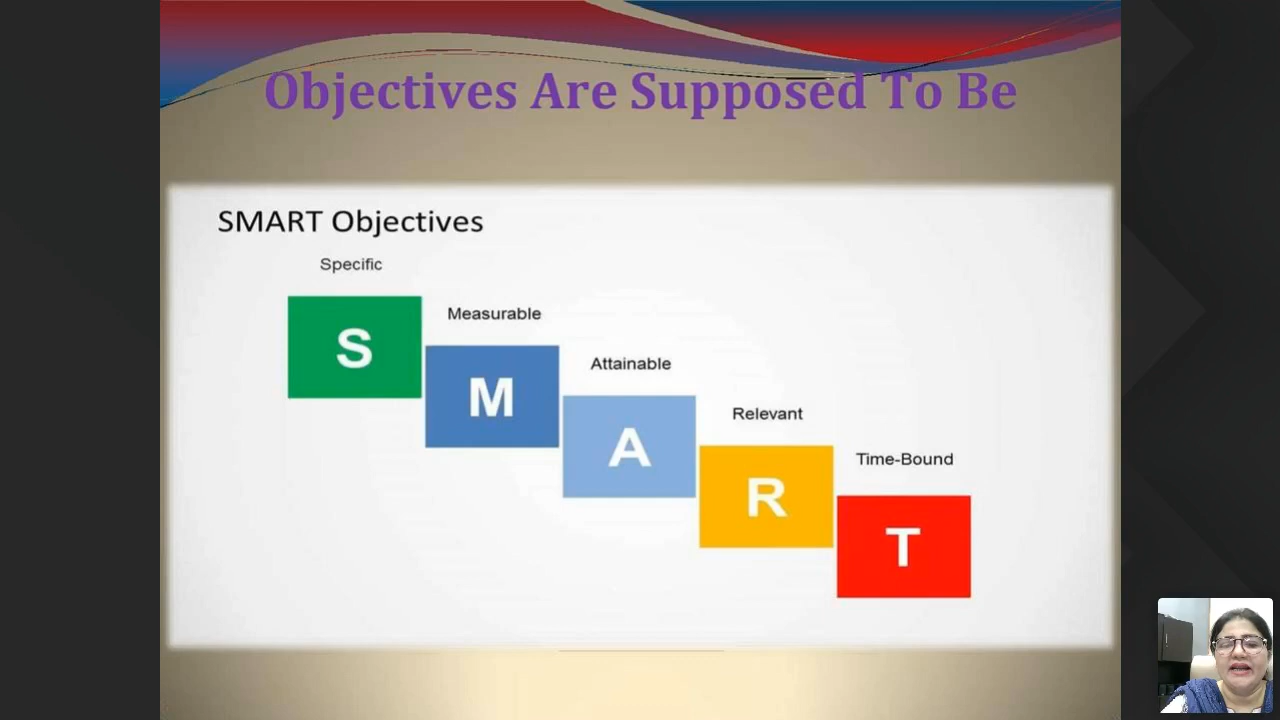 Objectives Are Supposed To Be
SMART Objectives
Specific
S
Measurable
M
Attainable
A
Relevant
R
Time-Bound
T